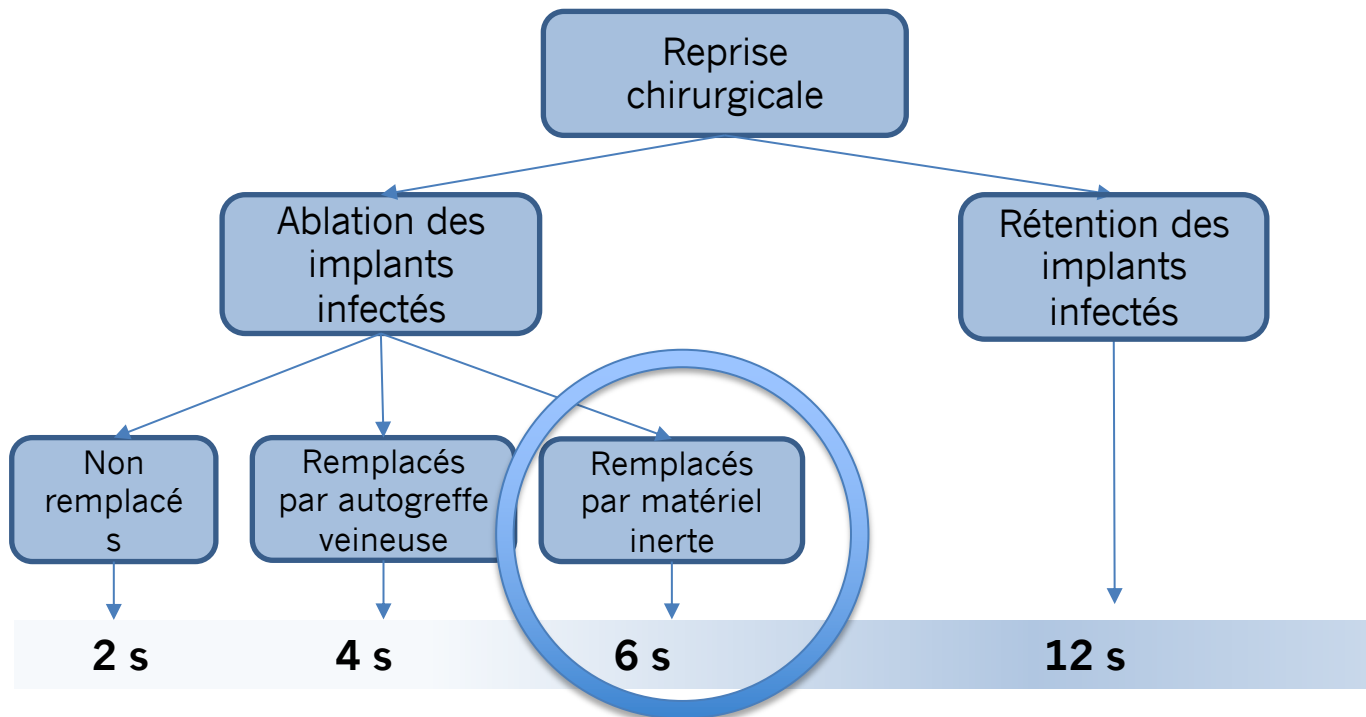 Reprise
chirurgicale
Ablation des
implants
infectés
Rétention des
implants
infectés
Non
remplacé
s
Remplacés
par autogreffe
veineuse
Remplacés
par matériel
inerte
2 s
4 s
6 s
12 s